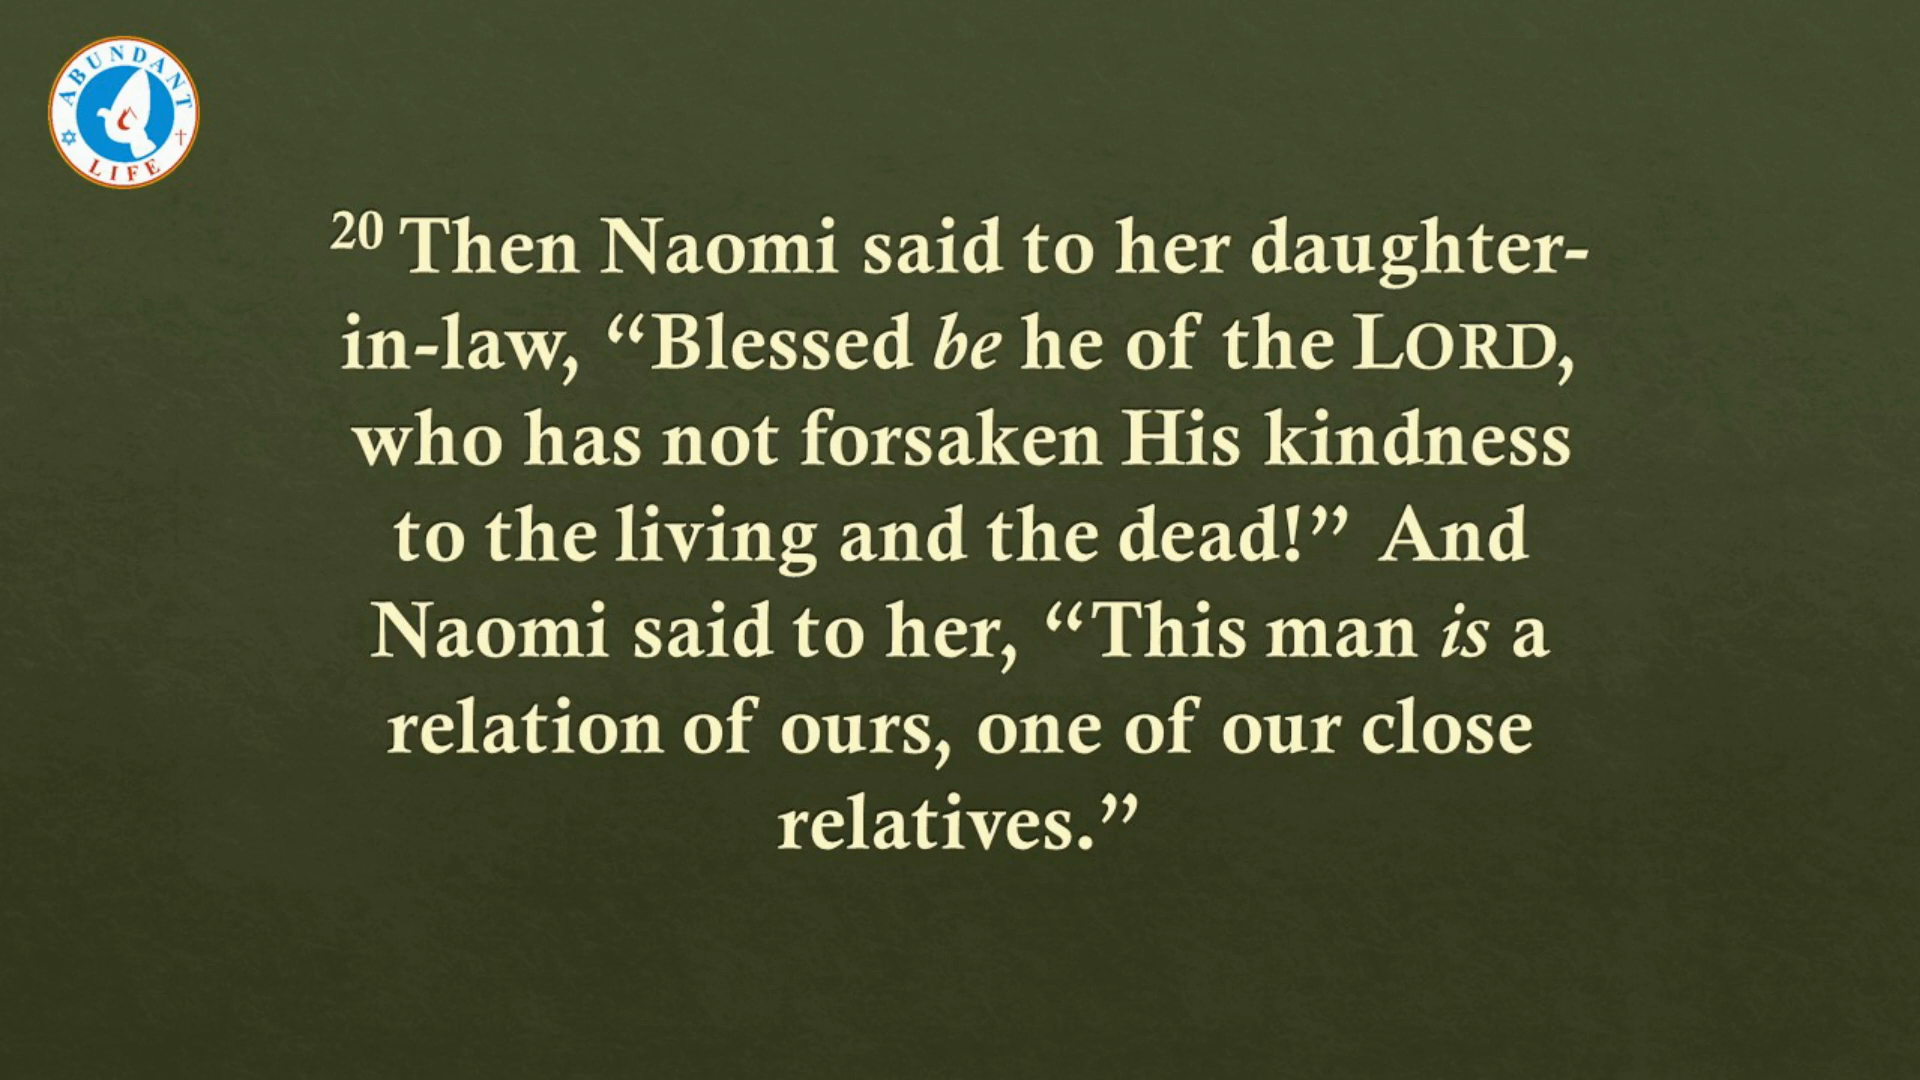 ABUNDANT
LIFE
20 Then Naomi said to her daughter-
in-law, “Blessed be he of the LORD,
who has not forsaken His kindness
to the living and the dead!” And
Naomi said to her, “This man is a
relation of ours, one of our close
relatives.”